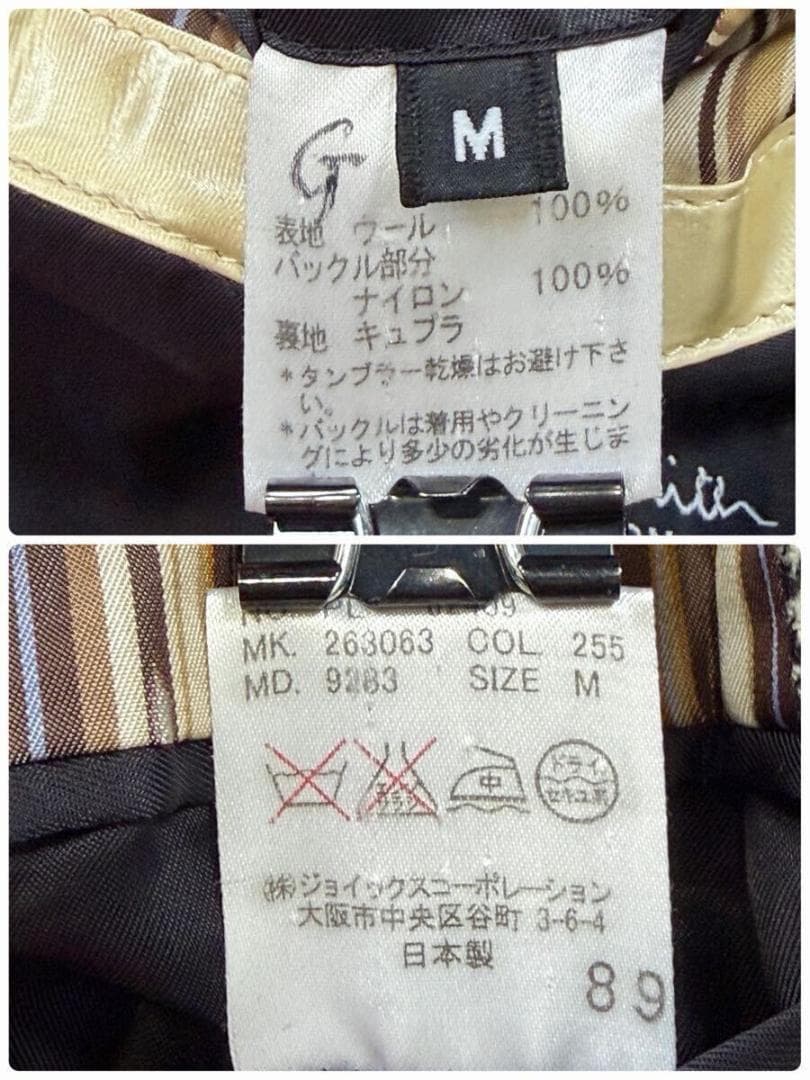 G
M
表地 ウール 100%
バックル部分
ナイロン 100%
裏地 キュプラ
*タンブラー乾燥はお避け下さ
い。
*バックルは着用やクリーニン
グにより多少の劣化が生じま
MK. 263063 COL 255
MD. 9283 SIZE M
中
ドライ
セキユ系
(株)ジョイックスコーポレーション
大阪市中央区谷町 3-6-4
日本製
89